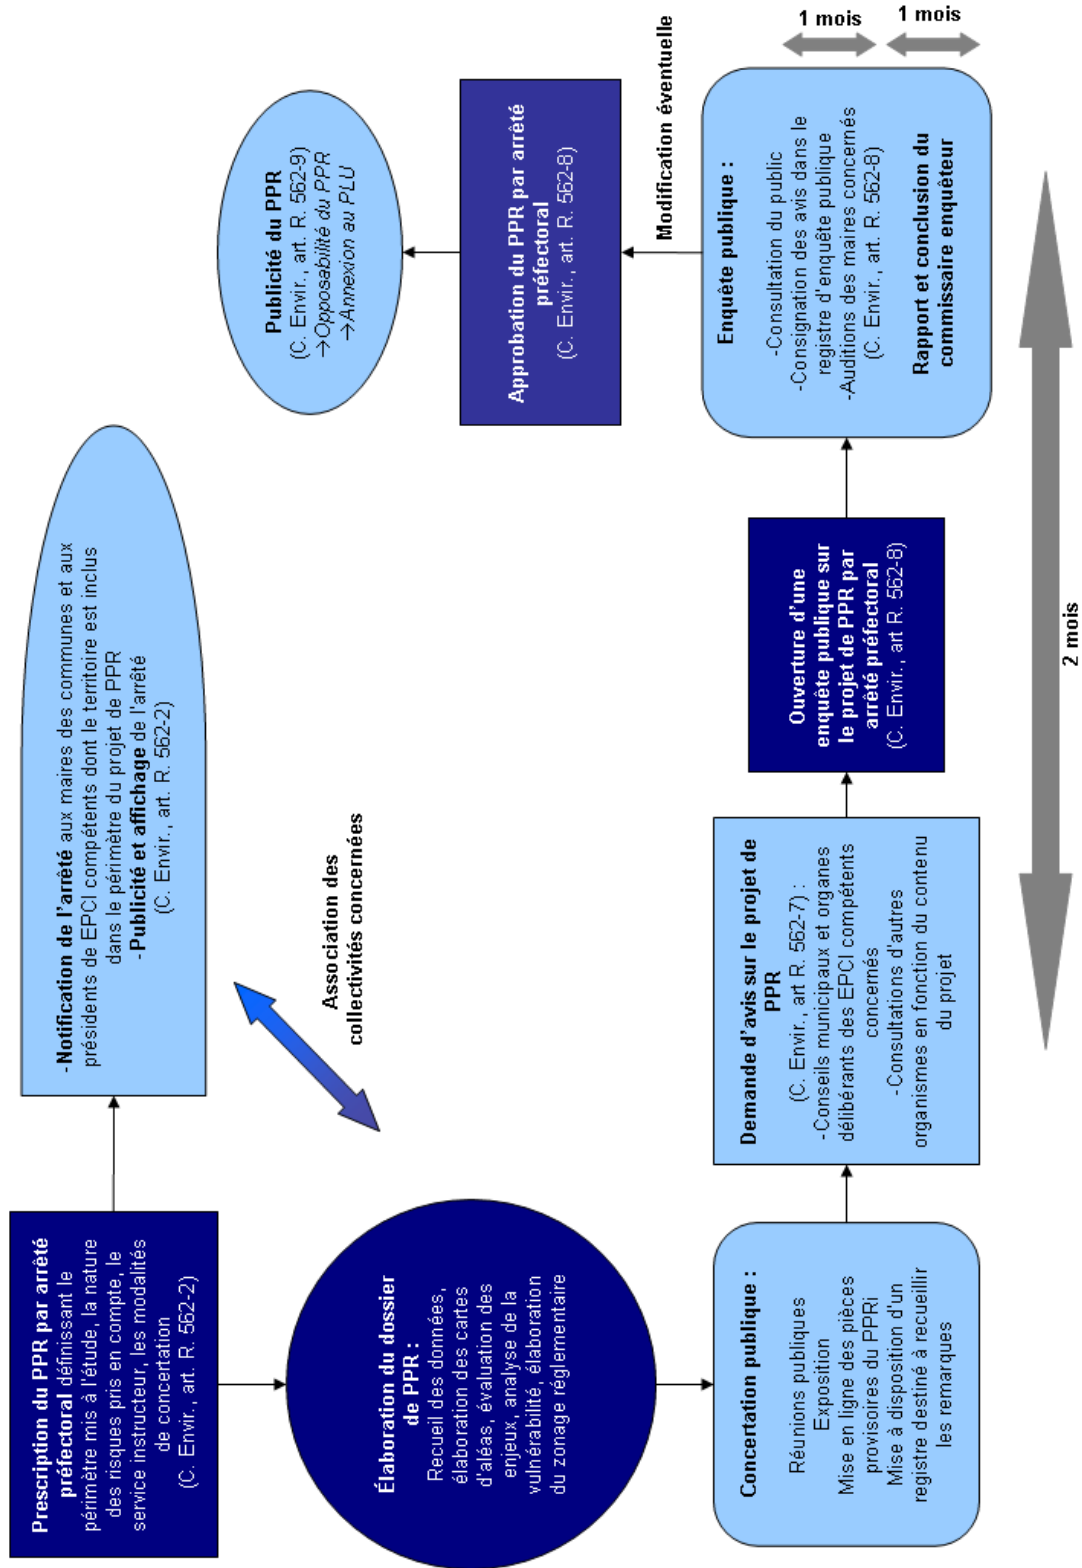 Prescription du PPR par arrêté
préfectoral définissant le
périmètre mis à l'étude, la nature
des risques pris en compte, le
service instructeur, les modalités
de concertation
(C. Envir., art. R. 562-2)
-Notification de l'arrêté aux maires des communes et aux
présidents de EPCI compétents dont le territoire est inclus
dans le périmètre du projet de PPR
-Publicité et affichage de l'arrêté
(C. Envir., art. R. 562-2)
Association des
collectivités concernées
Élaboration du dossier
de PPR :
Recueil des données,
élaboration des cartes
d'aléas, évaluation des
enjeux, analyse de la
vulnérabilité, élaboration
du zonage réglementaire
Concertation publique :
Réunions publiques
Exposition
Mise en ligne des pièces
provisoires du PPRi
Mise à disposition d'un
registre destiné à recueillir
les remarques
Demande d'avis sur le projet de
PPR
(C. Envir., art R. 562-7) :
-Conseils municipaux et organes
délibérants des EPCI compétents
concernés
-Consultations d'autres
organismes en fonction du contenu
du projet
Ouverture d'une
enquête publique sur
le projet de PPR par
arrêté préfectoral
(C. Envir., art R. 562-8)
Enquête publique :
-Consultation du public
-Consignation des avis dans le
registre d'enquête publique
-Auditions des maires concernés
(C. Envir., art. R. 562-8)
Rapport et conclusion du
commissaire enquêteur
1 mois
1 mois
2 mois
Modification éventuelle
Approbation du PPR par arrêté
préfectoral
(C. Envir., art. R. 562-8)
Publicité du PPR
(C. Envir., art. R. 562-9)
→Opposabilité du PPR
→Annexion au PLU